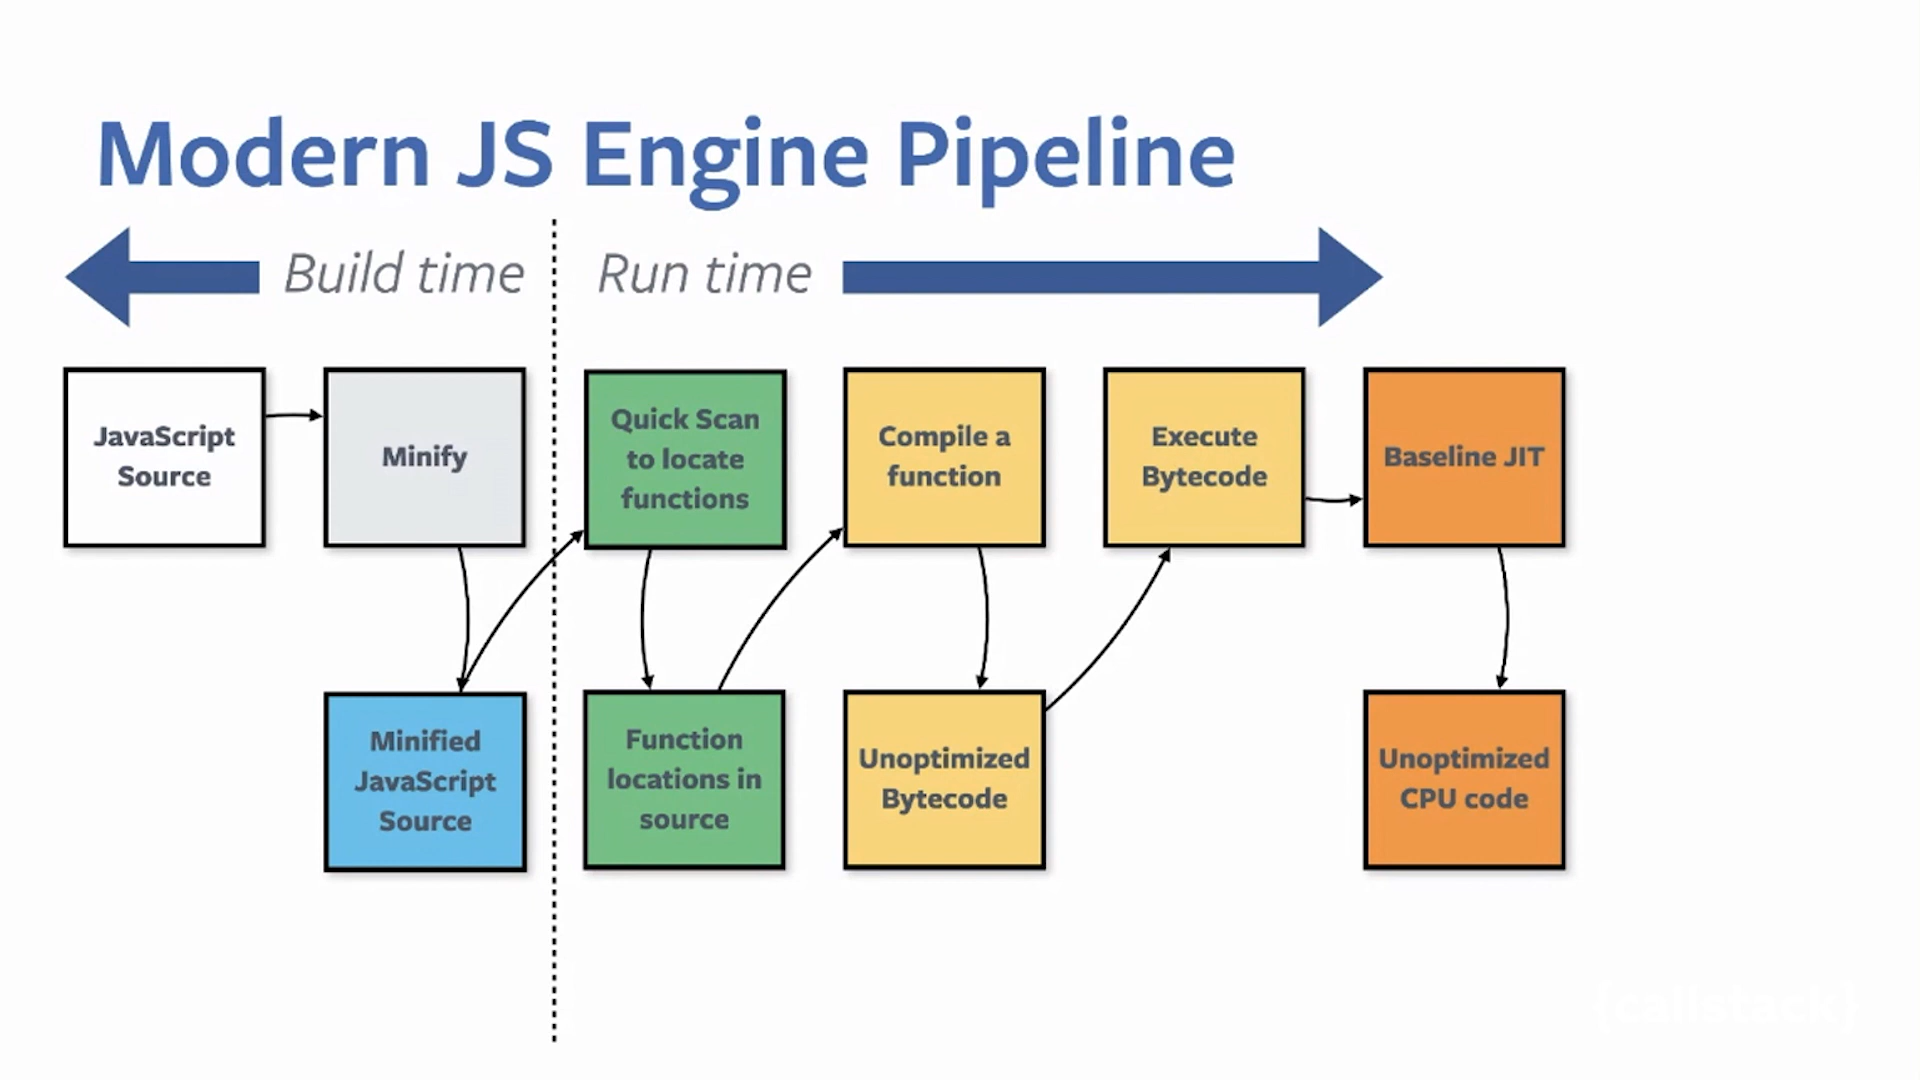 Modern JS Engine Pipeline
Build time
Run time
JavaScript
Source
Minify
Quick Scan
to locate
functions
Compile a
function
Execute
Bytecode
Baseline JIT
Minified
JavaScript
Source
Function
locations in
source
Unoptimized
Bytecode
Unoptimized
CPU code
{callstack}